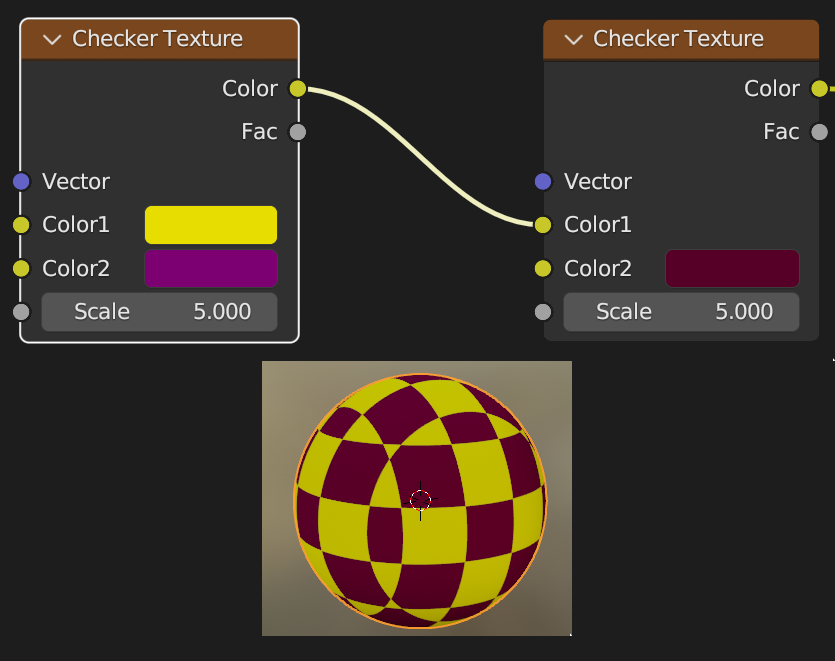 Checker Texture
Color
Fac
Vector
Color1
Color2
Scale 5.000
Checker Texture
Color
Fac
Vector
Color1
Color2
Scale 5.000